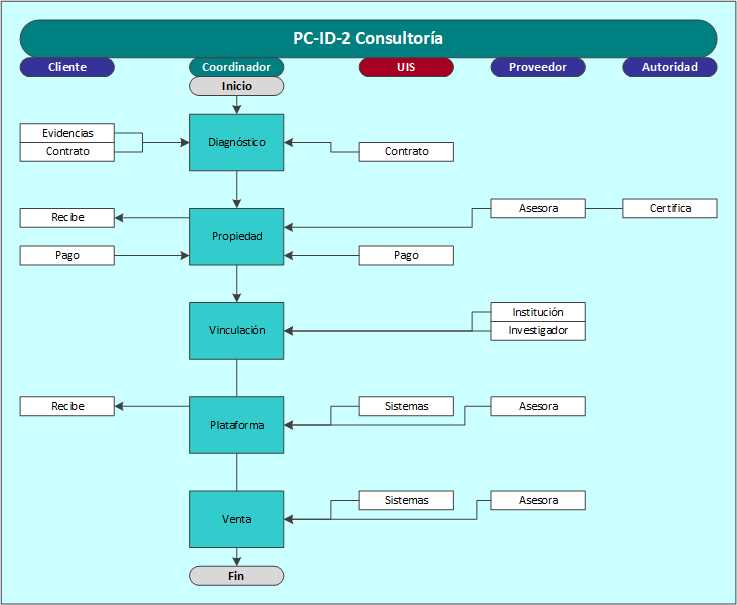 PC-ID-2 Consultoría
Cliente
Coordinador
UIS
Proveedor
Autoridad
Inicio
Evidencias
Contrato
Diagnóstico
Contrato
Recibe
Propiedad
Asesora
Certifica
Pago
Pago
Vinculación
Institución
Investigador
Recibe
Plataforma
Sistemas
Asesora
Venta
Sistemas
Asesora
Fin